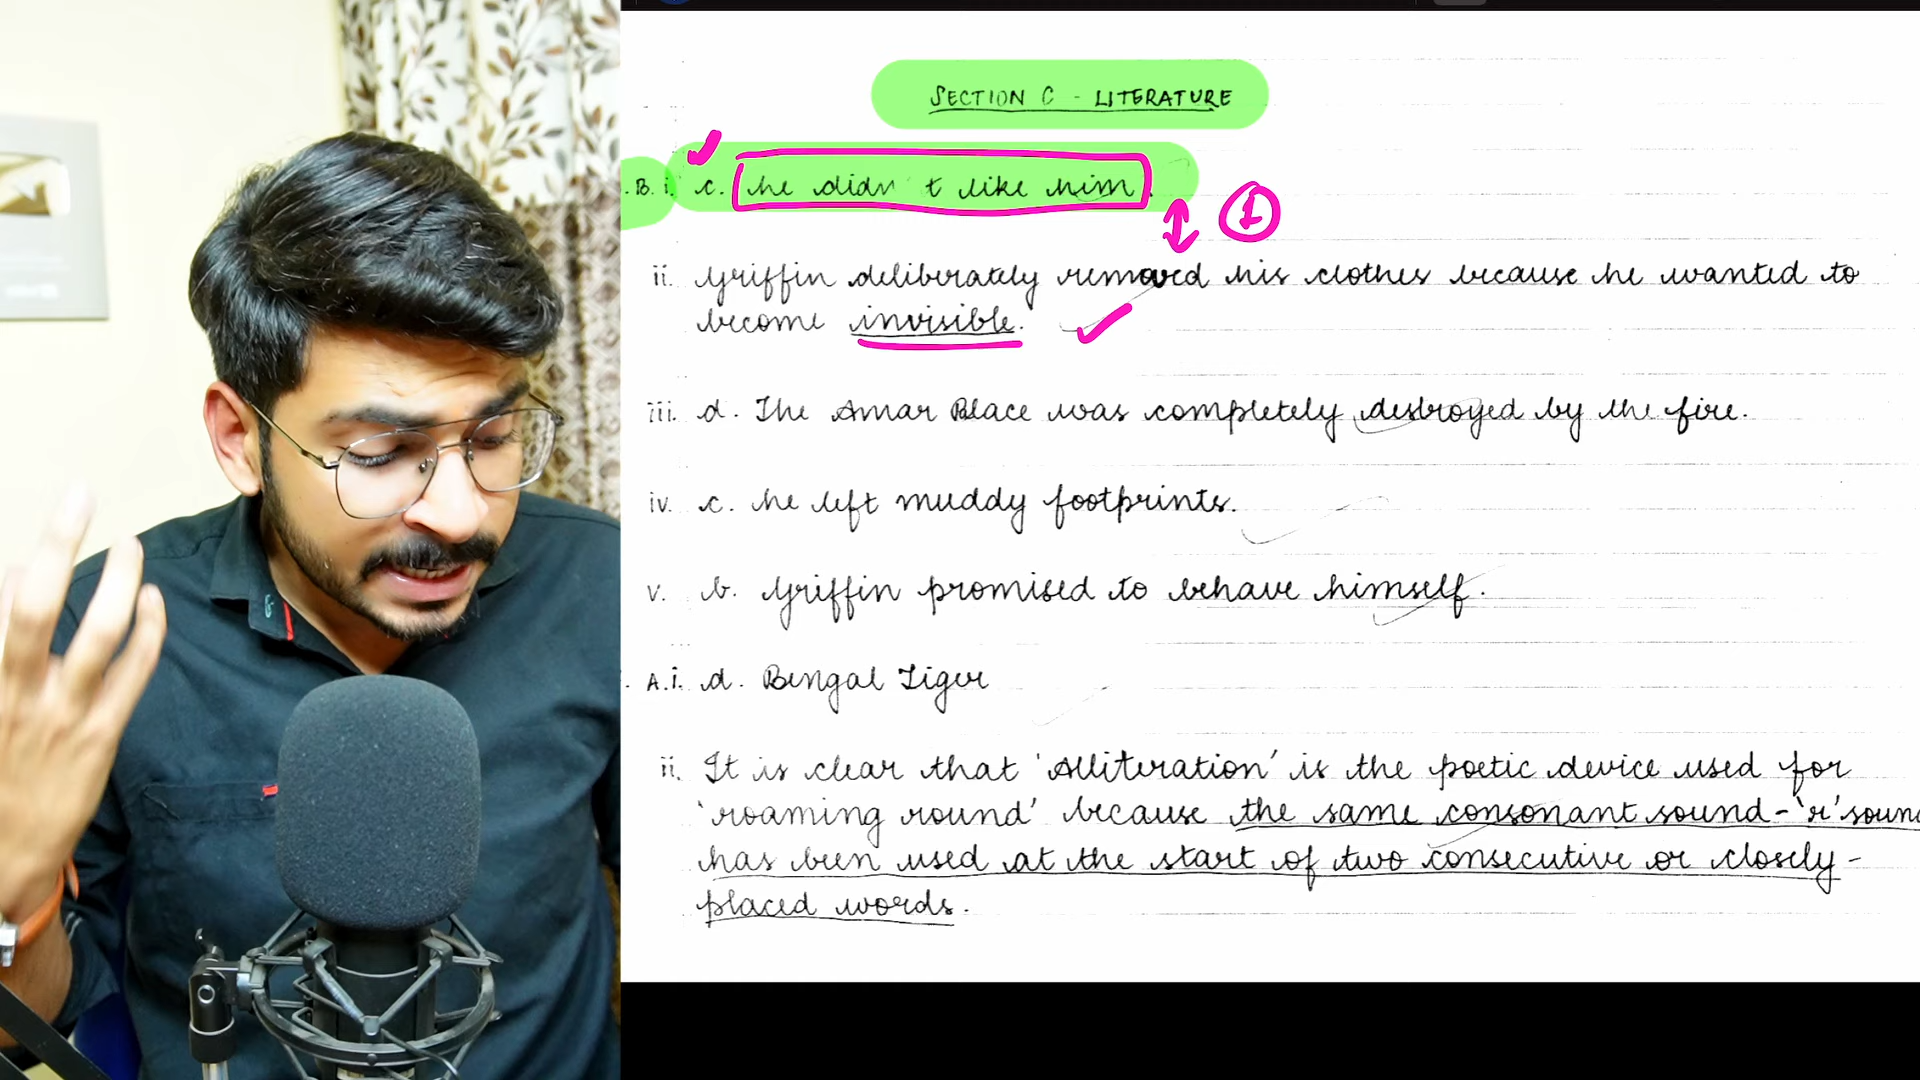 SECTION C - LITERATURE
.B. i. c. he didn't like him.
1
ii. Griffin deliberately removed his clothes because he wanted to
become invisible.
iii. d. The Amar Place was completely destroyed by the fire.
iv. c. he left muddy footprints.
v. b. Griffin promised to behave himself.
. A.i. d. Bengal Tiger
ii. It is clear that 'Alliteration' is the poetic device used for
'roaming round' because the same consonant sound - 'r' sound
has been used at the start of two consecutive or closely -
placed words.